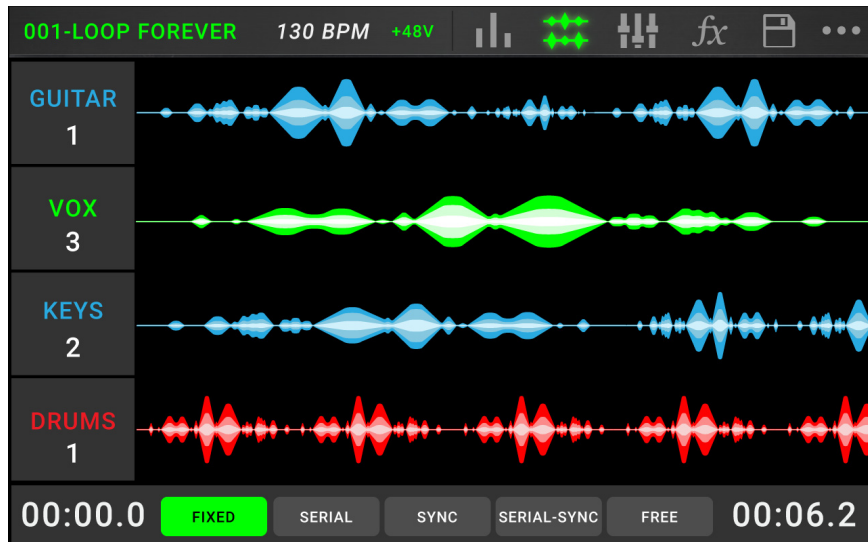 001-LOOP FOREVER 130 BPM +48V fx
GUITAR
1
VOX
3
KEYS
2
DRUMS
1
00:00.0 FIXED SERIAL SYNC SERIAL-SYNC FREE 00:06.2